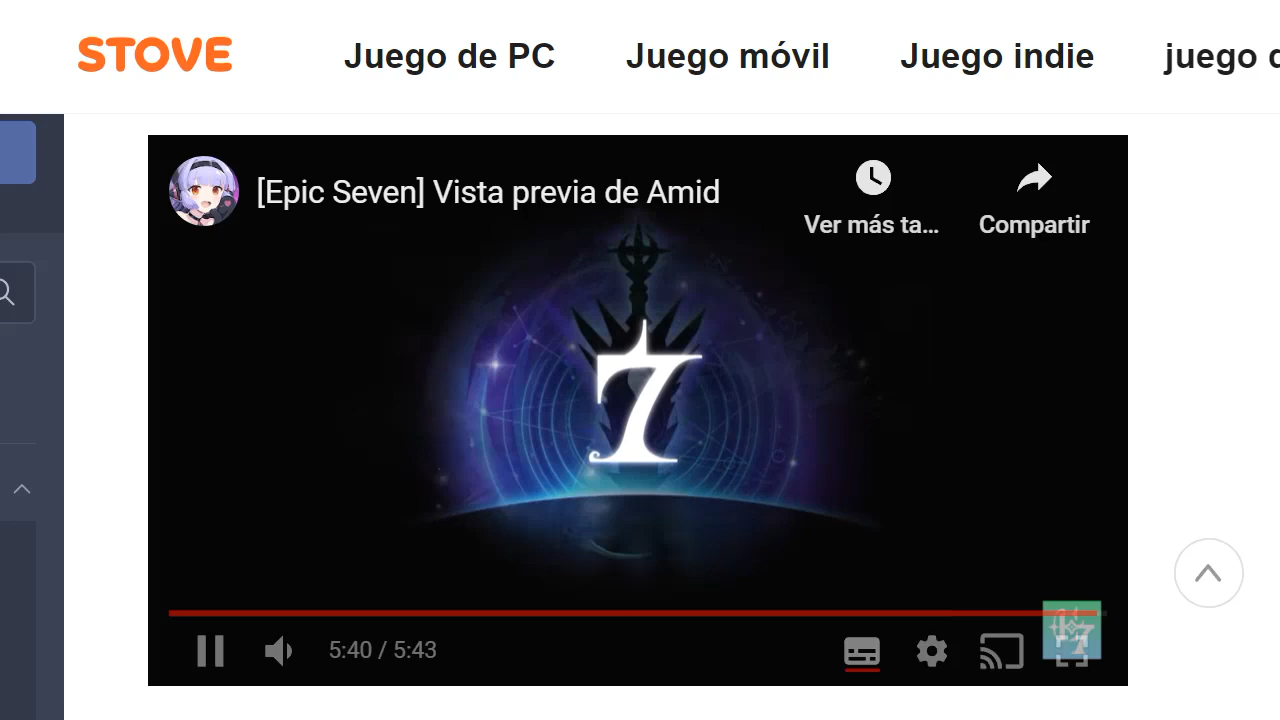 STOVE Juego de PC Juego móvil Juego indie juego
[Epic Seven] Vista previa de Amid
Ver más ta... Compartir
7
5:40 / 5:43